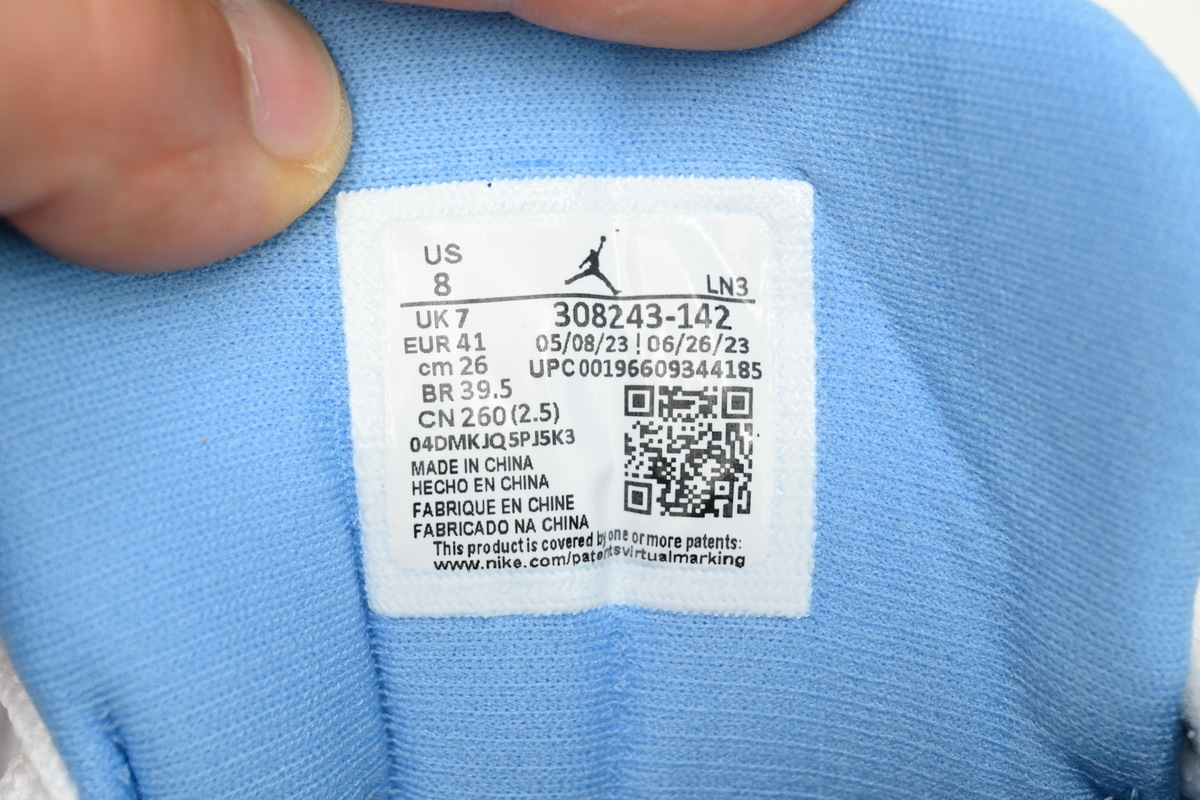 US
8
LN3
UK 7
308243-142
EUR 41
05/08/23 ! 06/26/23
cm 26
UPC 00196609344185
BR 39.5
CN 260 (2.5)
04DMKJQ5PJ5K3
MADE IN CHINA
HECHO EN CHINA
FABRIQUE EN CHINE
FABRICADO NA CHINA
This product is covered by one or more patents:
www.nike.com/patentsvirtualmarking